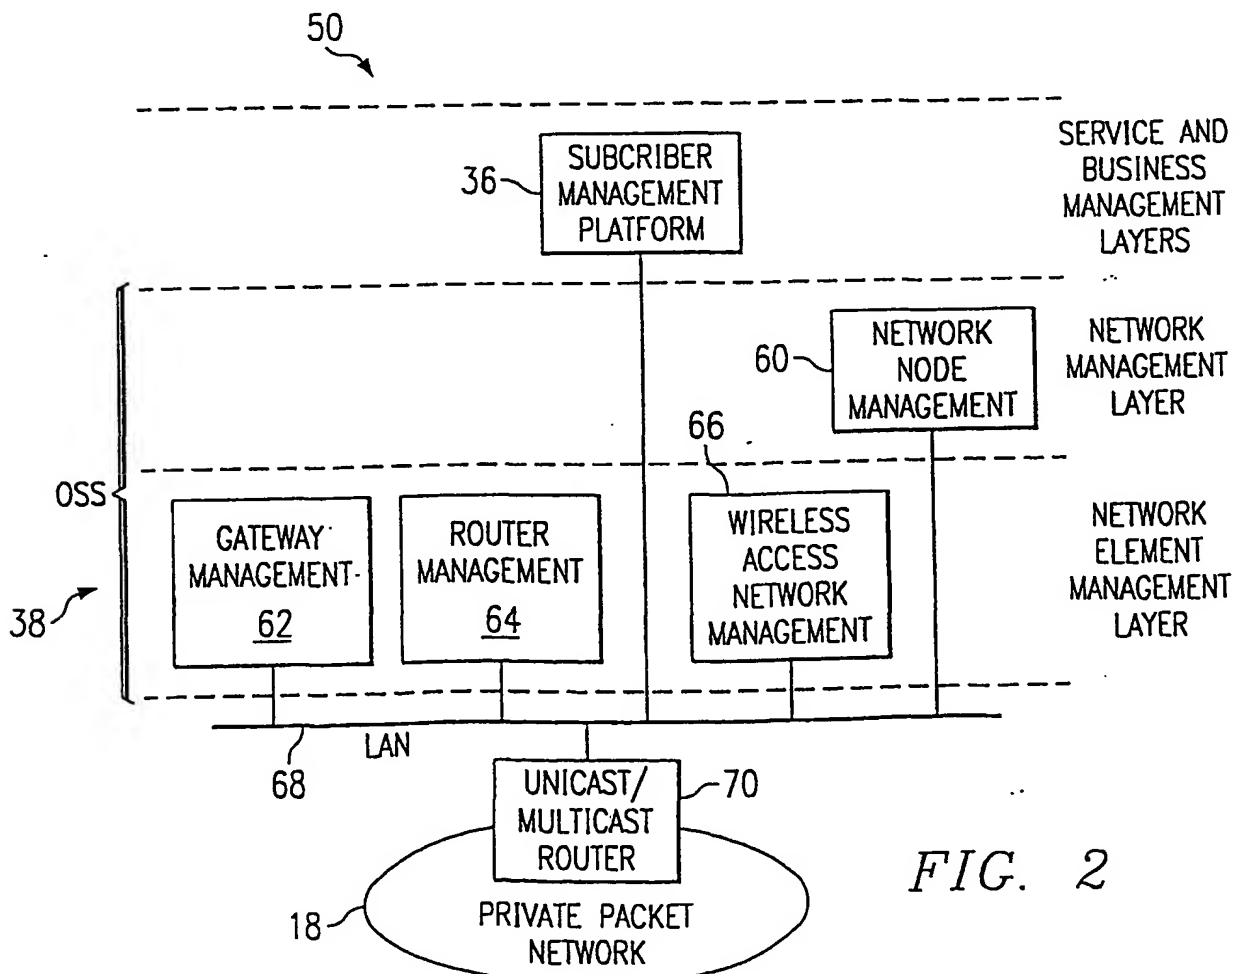 50
SUBCRIBER
MANAGEMENT
PLATFORM
36
SERVICE AND
BUSINESS
MANAGEMENT
LAYERS
NETWORK
NODE
MANAGEMENT
60
NETWORK
MANAGEMENT
LAYER
66
OSS
38
GATEWAY
MANAGEMENT
62
ROUTER
MANAGEMENT
64
WIRELESS
ACCESS
NETWORK
MANAGEMENT
NETWORK
ELEMENT
MANAGEMENT
LAYER
LAN
68
UNICAST/
MULTICAST
ROUTER
70
18
PRIVATE PACKET
NETWORK
FIG. 2